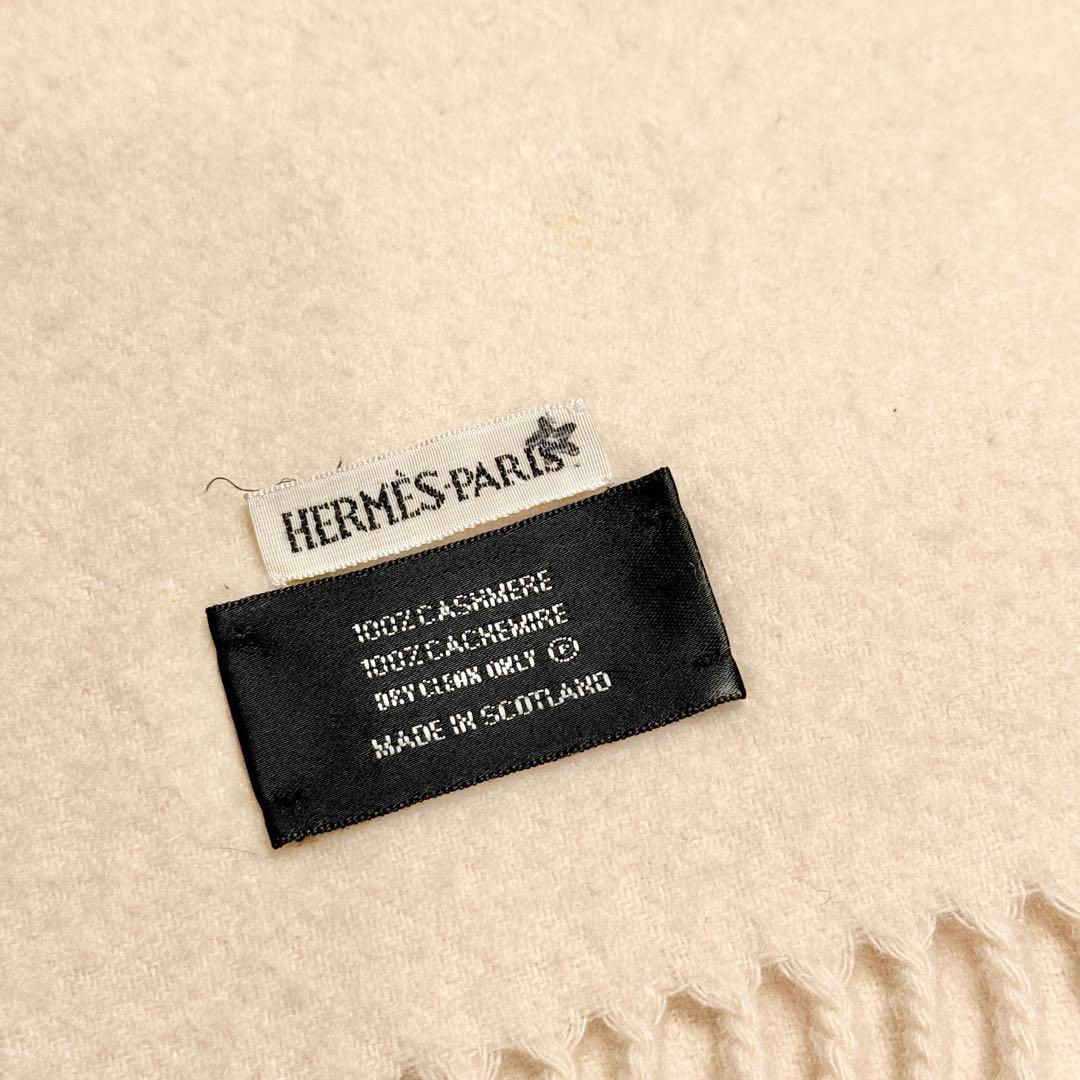 HERMÈS-PARIS
100% CASHMERE
100% CACHEMIRE
DRY CLEAN ONLY Ⓟ
MADE IN SCOTLAND